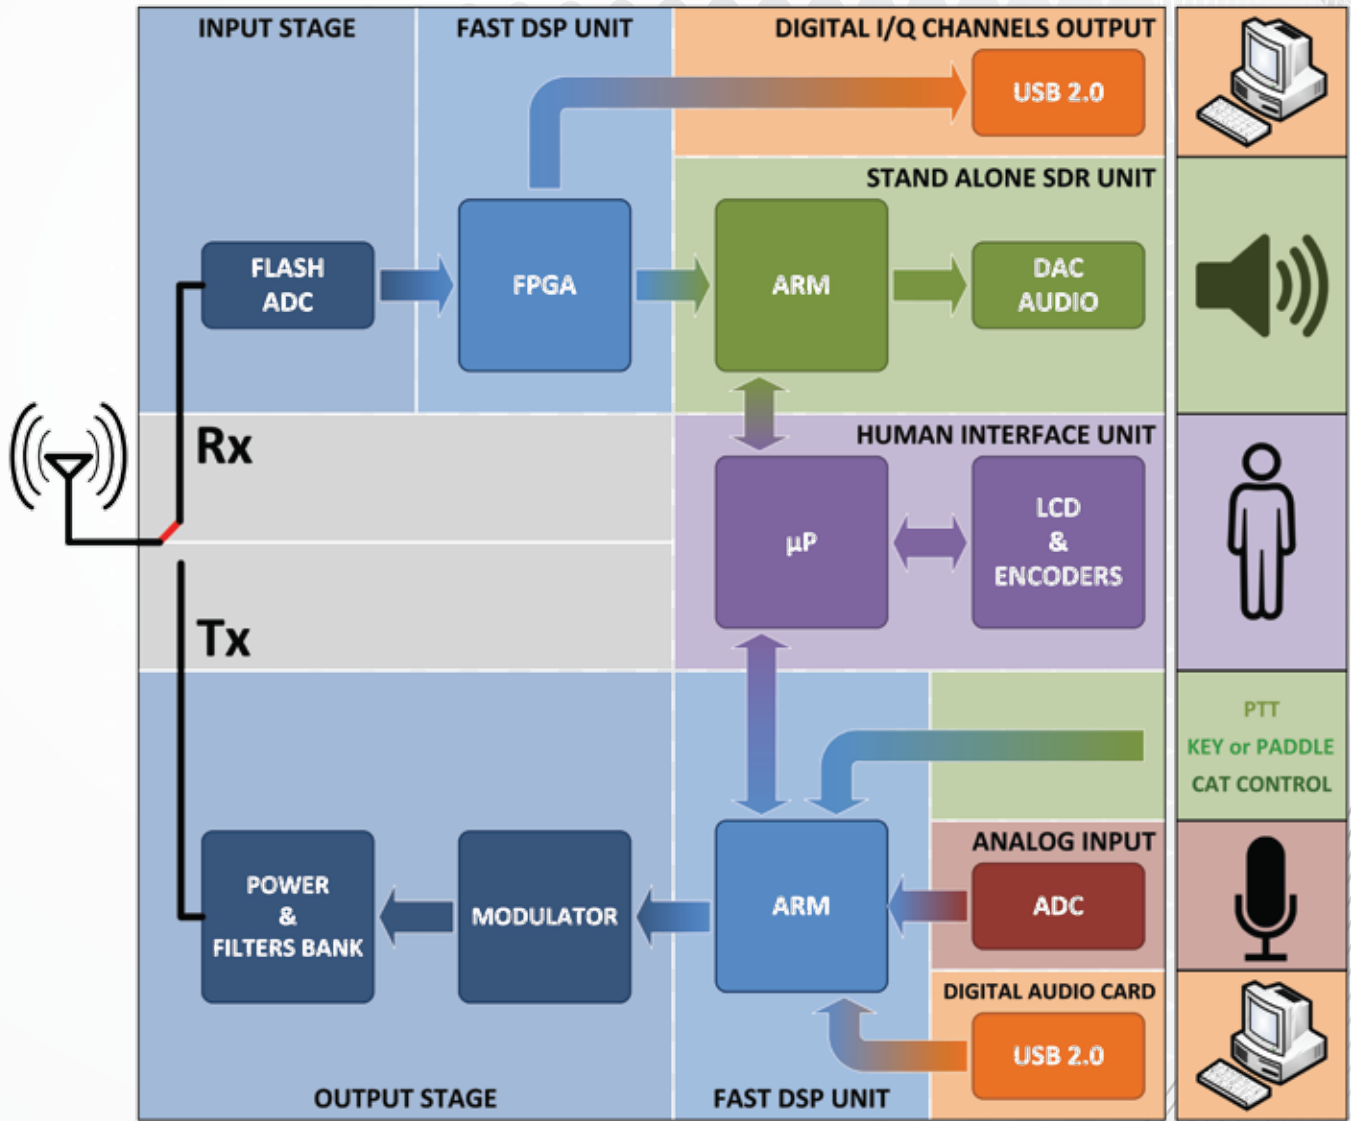 INPUT STAGE
FAST DSP UNIT
DIGITAL I/Q CHANNELS OUTPUT
USB 2.0
STAND ALONE SDR UNIT
FLASH
ADC
FPGA
ARM
DAC
AUDIO
Rx
HUMAN INTERFACE UNIT
µP
LCD
&
ENCODERS
Tx
PTT
KEY or PADDLE
CAT CONTROL
POWER
&
FILTERS BANK
MODULATOR
ARM
ANALOG INPUT
ADC
DIGITAL AUDIO CARD
USB 2.0
OUTPUT STAGE
FAST DSP UNIT